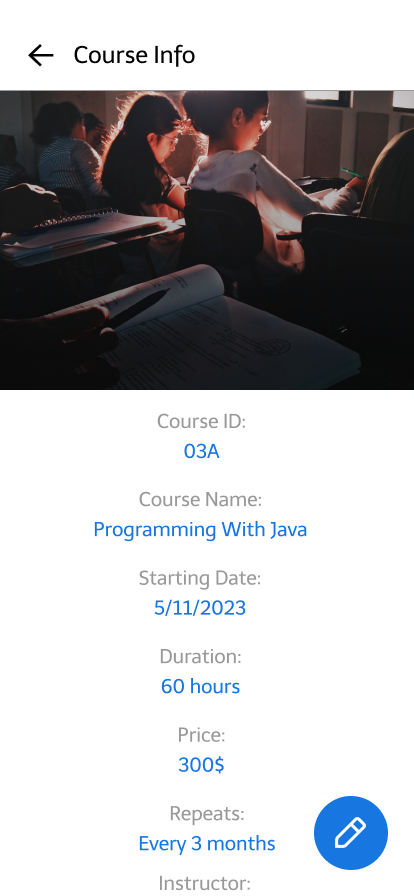 Course Info
Course ID:
03A
Course Name:
Programming With Java
Starting Date:
5/11/2023
Duration:
60 hours
Price:
300$
Repeats:
Every 3 months
Instructor: